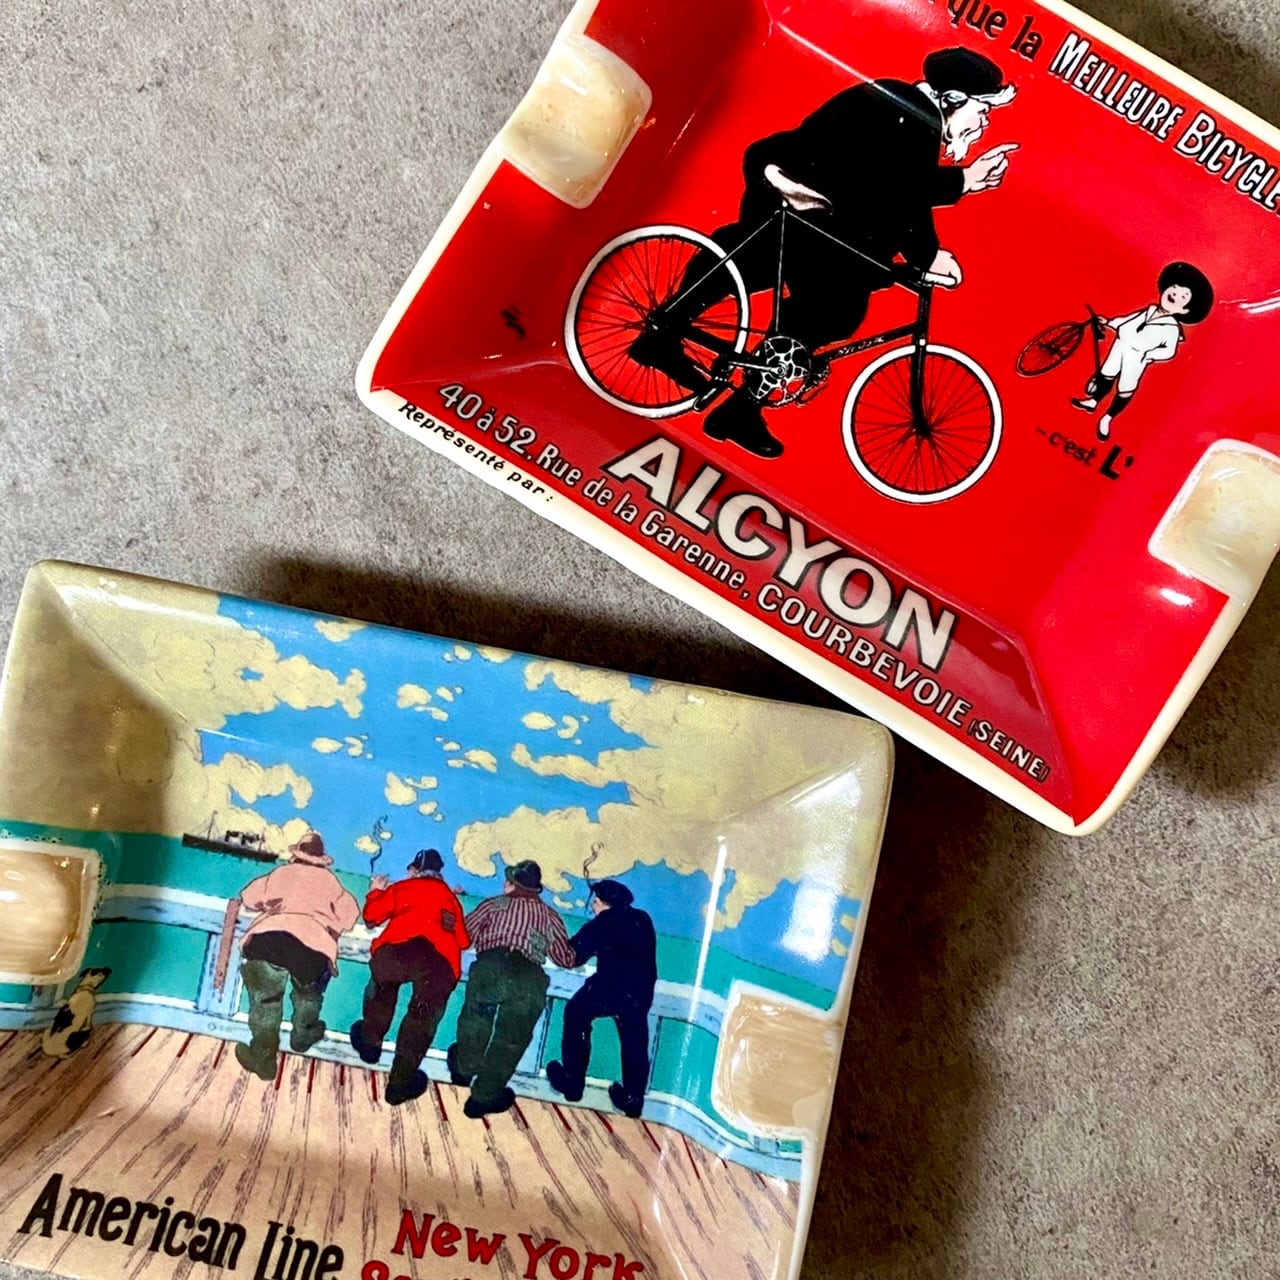 que la MEILLEURE BICYCLE
- c'est L'
ALCYON
40 à 52, Rue de la Garenne, COURBEVOIE (SEINE)
Représenté par :
American Line
New York